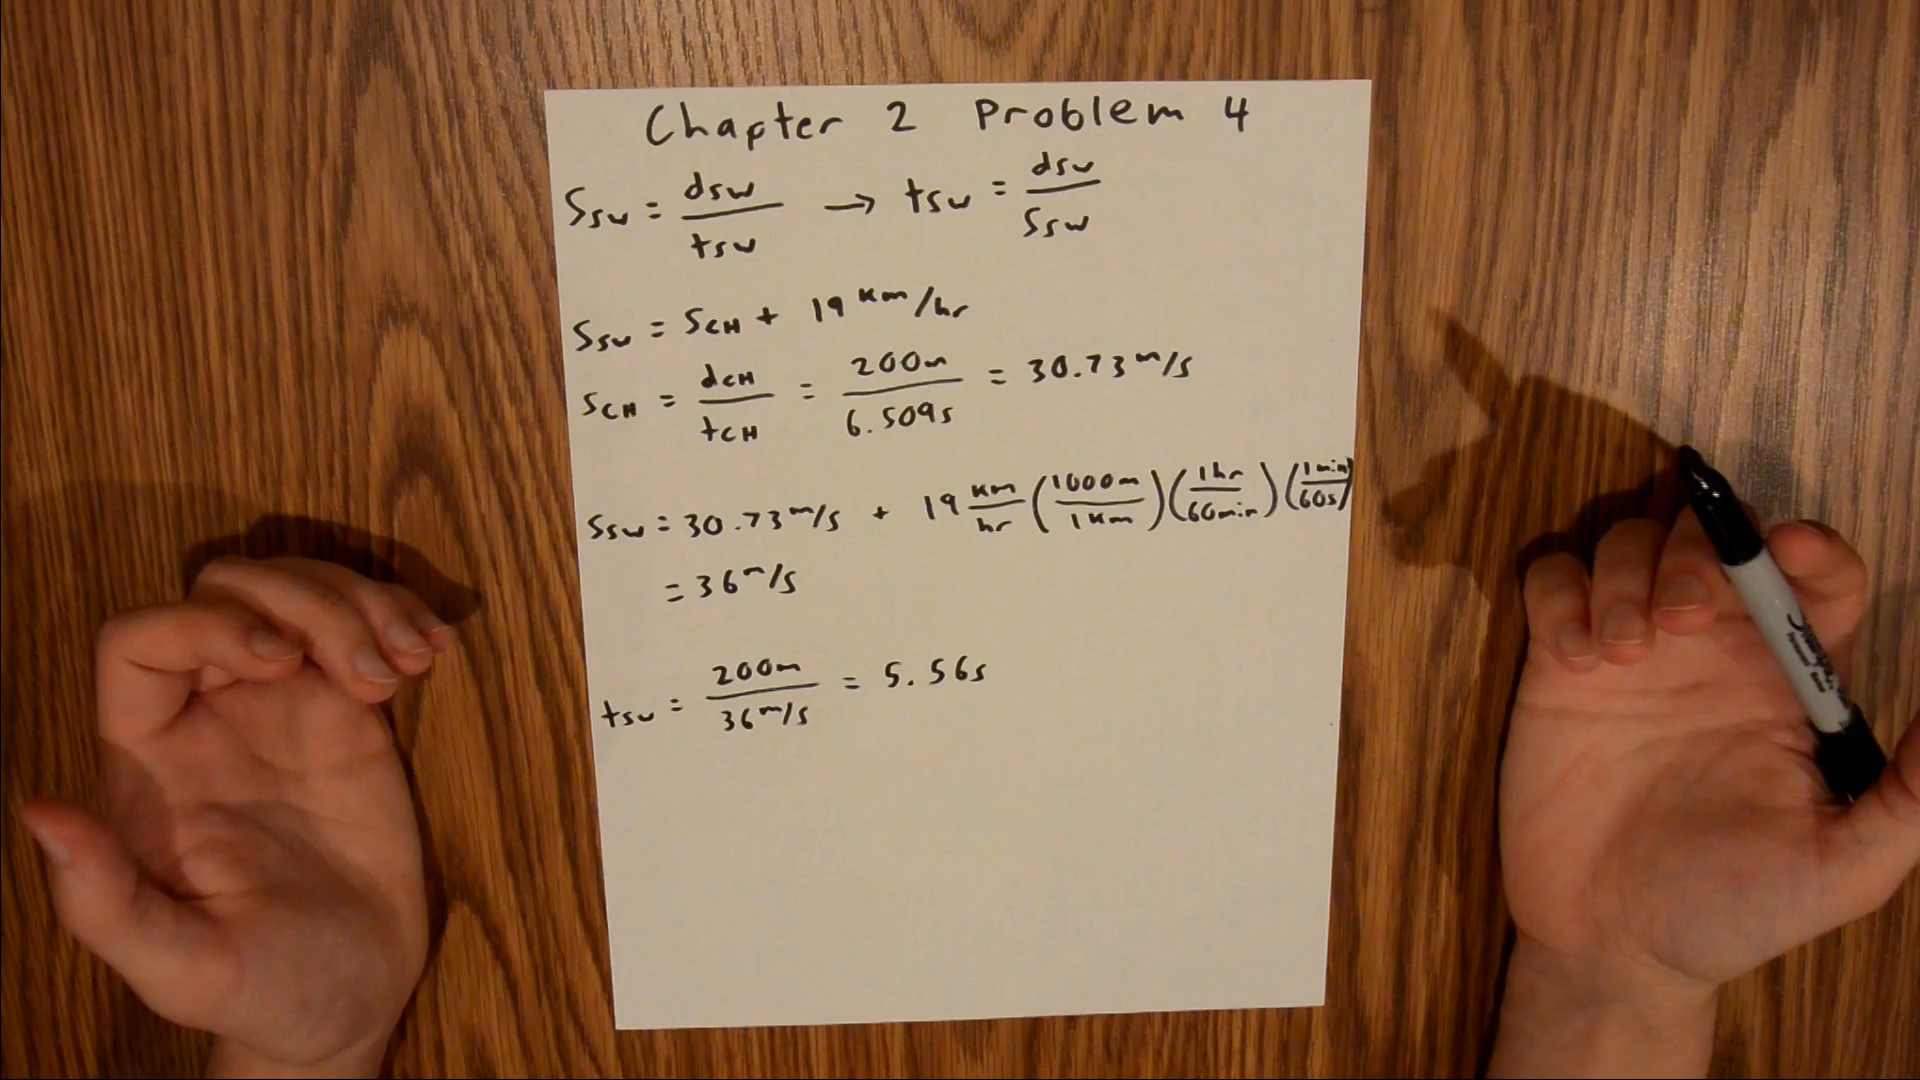 Chapter 2 Problem 4
Ssw = dsw/tsw → tsw = dsw/Ssw
Ssw = SCH + 19 km/hr
SCH = dCH/tCH = 200m/6.509s = 30.73 m/s
Ssw = 30.73 m/s + 19 km/hr (1000m/1km) (1hr/60min) (1min/60s)
= 36 m/s
tsw = 200m/36 m/s = 5.56s
Sharpie